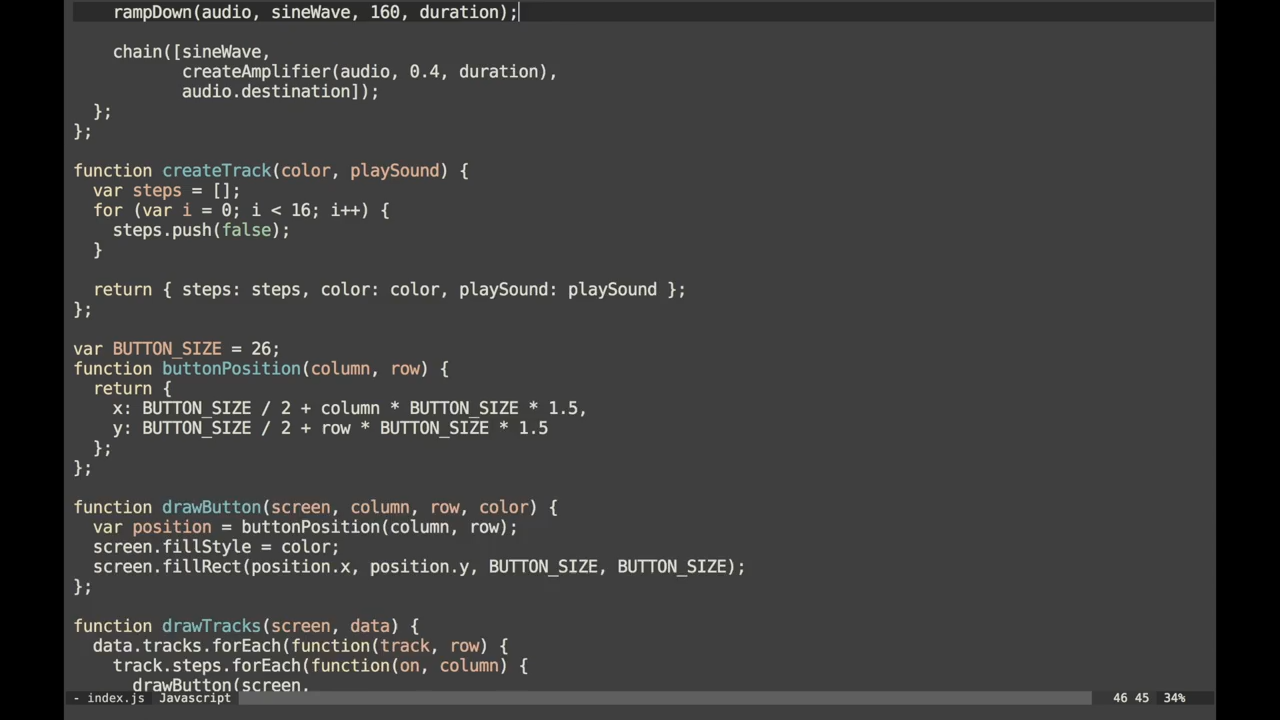 rampDown(audio, sineWave, 160, duration);
chain([sineWave,
createAmplifier(audio, 0.4, duration),
audio.destination]);
};
};
function createTrack(color, playSound) {
var steps = [];
for (var i = 0; i < 16; i++) {
steps.push(false);
}
return { steps: steps, color: color, playSound: playSound };
};
var BUTTON_SIZE = 26;
function buttonPosition(column, row) {
return {
x: BUTTON_SIZE / 2 + column * BUTTON_SIZE * 1.5,
y: BUTTON_SIZE / 2 + row * BUTTON_SIZE * 1.5
};
};
function drawButton(screen, column, row, color) {
var position = buttonPosition(column, row);
screen.fillStyle = color;
screen.fillRect(position.x, position.y, BUTTON_SIZE, BUTTON_SIZE);
};
function drawTracks(screen, data) {
data.tracks.forEach(function(track, row) {
track.steps.forEach(function(on, column) {
drawButton(screen,
- index.js Javascript 46 45 34%